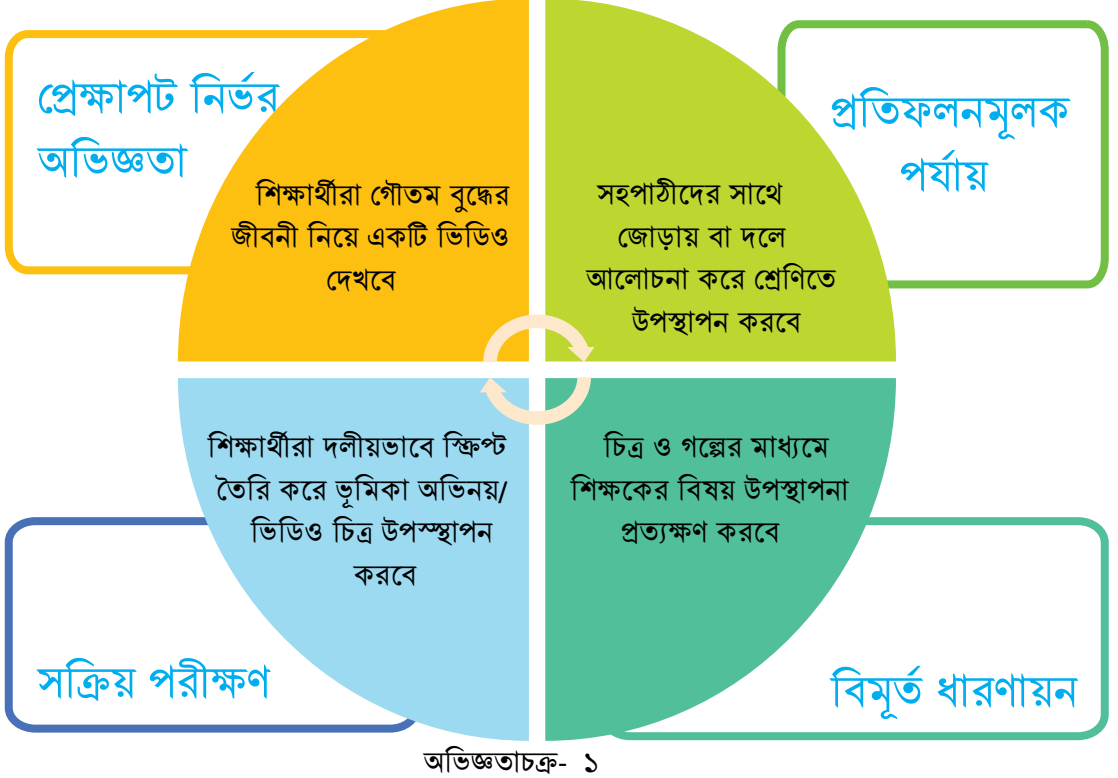 প্রেক্ষাপট নির্ভর
অভিজ্ঞতা
শিক্ষার্থীরা গৌতম বুদ্ধের
জীবনী নিয়ে একটি ভিডিও
দেখবে
প্রতিফলনমূলক
পর্যায়
সহপাঠীদের সাথে
জোড়ায় বা দলে
আলোচনা করে শ্রেণিতে
উপস্থাপন করবে
শিক্ষার্থীরা দলীয়ভাবে স্ক্রিপ্ট
তৈরি করে ভূমিকা অভিনয়/
ভিডিও চিত্র উপস্স্থাপন
করবে
সক্রিয় পরীক্ষণ
চিত্র ও গল্পের মাধ্যমে
শিক্ষকের বিষয় উপস্থাপনা
প্রত্যক্ষণ করবে
বিমূর্ত ধারণায়ন
অভিজ্ঞতাচক্র- ১